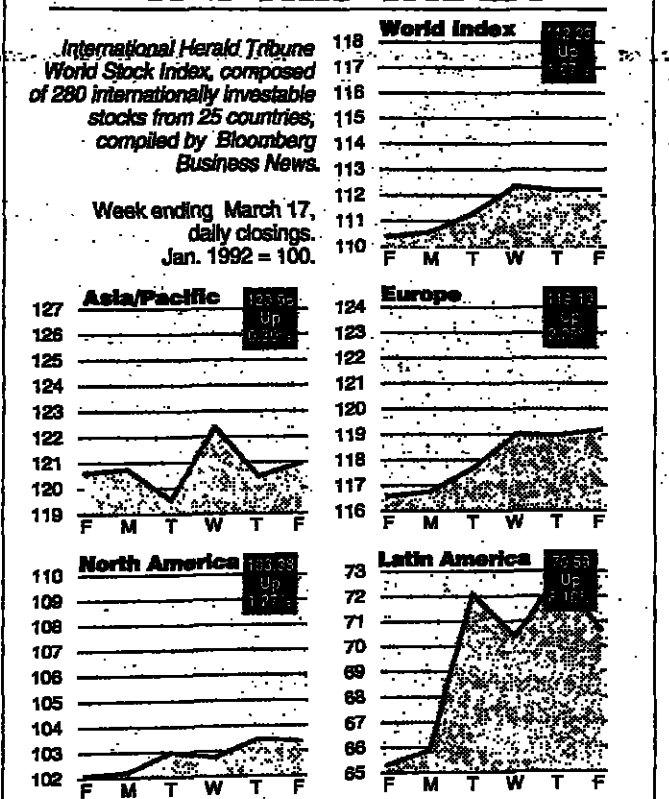 World Index
118
117
116
115
114
113
112
111
110
F M T W T F
Up
International Herald Tribune
World Stock Index, composed
of 280 internationally investable
stocks from 25 countries,
compiled by Bloomberg
Business News.
Week ending March 17,
daily closings.
Jan. 1992 = 100.
Asia/Pacific
Up
127
126
125
124
123
122
121
120
119
F M T W T F
Europe
Up
124
123
122
121
120
119
118
117
116
F M T W T F
North America
Up
110
109
108
107
106
105
104
103
102
F M T W T F
Latin America
Up
73
72
71
70
69
68
67
66
65
F M T W T F